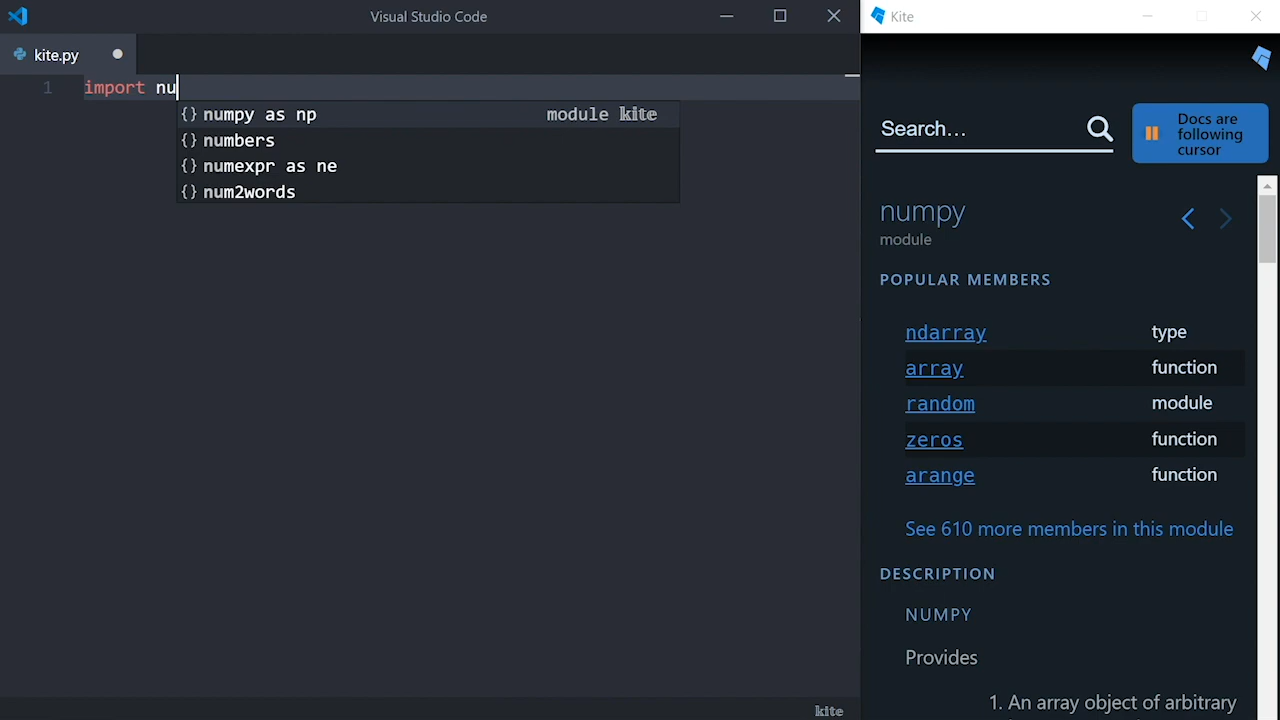 Visual Studio Code
kite.py
1 import nu
{} numpy as np module kite
{} numbers
{} numexpr as ne
{} num2words
kite
Kite
Search…
Docs are
following
cursor
numpy
module
POPULAR MEMBERS
ndarray type
array function
random module
zeros function
arange function
See 610 more members in this module
DESCRIPTION
NUMPY
Provides
1. An array object of arbitrary